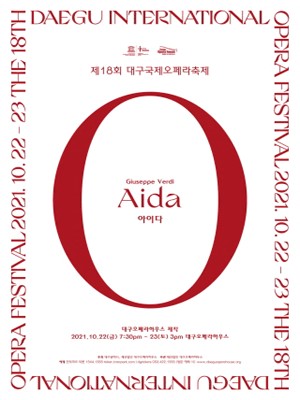 DAEGU INTERNATIONAL
OPERA FESTIVAL 2021. 10. 22 - 23 THE 18TH
제18회 대구국제오페라축제
Giuseppe Verdi
Aida
아이다
대구오페라하우스 제작
2021.10.22(금) 7:30pm - 23(토) 3pm 대구오페라하우스
OPERA FESTIVAL 2021. 10. 22 - 23 THE 18TH
DAEGU INTERNATIONAL